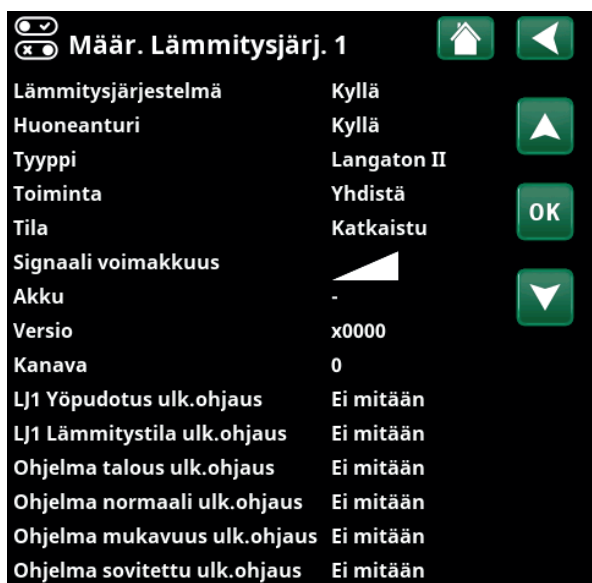 Määr. Lämmitysjärj. 1
Lämmitysjärjestelmä Kyllä
Huoneanturi Kyllä
Tyyppi Langaton II
Toiminta Yhdistä
OK
Tila Katkaistu
Signaali voimakkuus
Akku -
Versio x0000
Kanava 0
LJ1 Yöpudotus ulk.ohjaus Ei mitään
LJ1 Lämmitystila ulk.ohjaus Ei mitään
Ohjelma talous ulk.ohjaus Ei mitään
Ohjelma normaali ulk.ohjaus Ei mitään
Ohjelma mukavuus ulk.ohjaus Ei mitään
Ohjelma sovitettu ulk.ohjaus Ei mitään